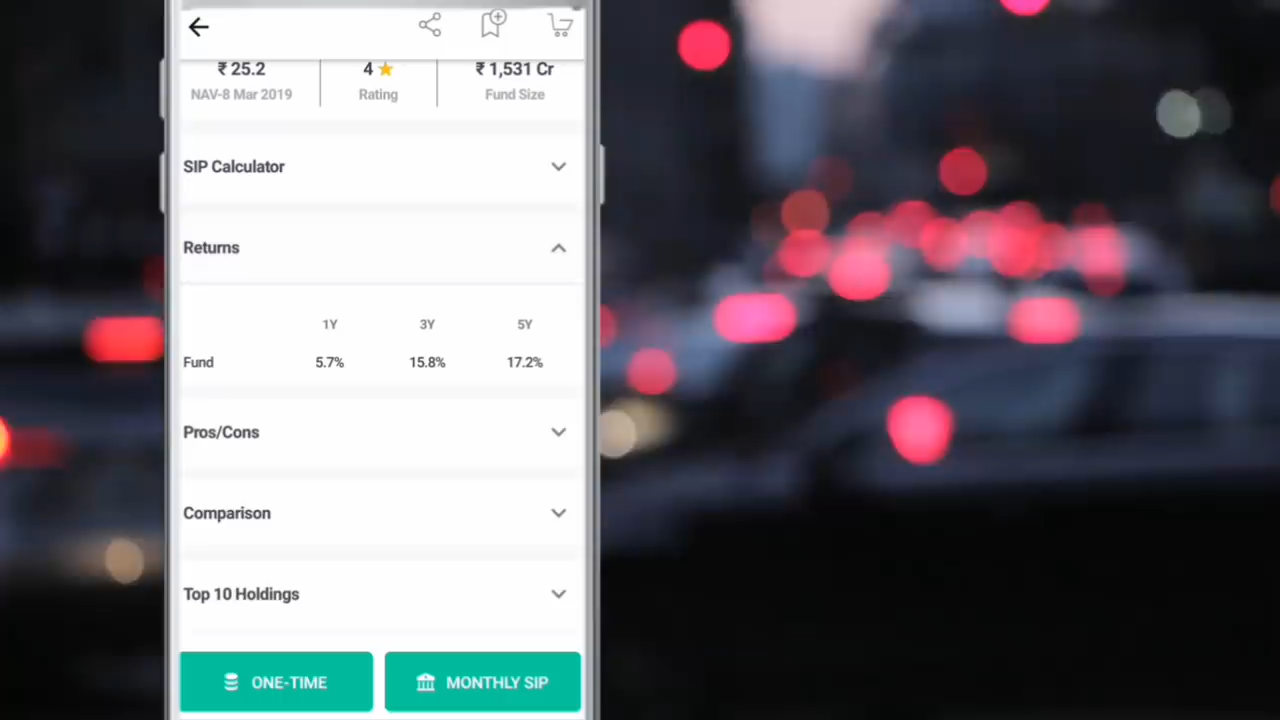 ₹ 25.2 4 ₹ 1,531 Cr
NAV-8 Mar 2019 Rating Fund Size
SIP Calculator
Returns
1Y 3Y 5Y
Fund 5.7% 15.8% 17.2%
Pros/Cons
Comparison
Top 10 Holdings
ONE-TIME MONTHLY SIP